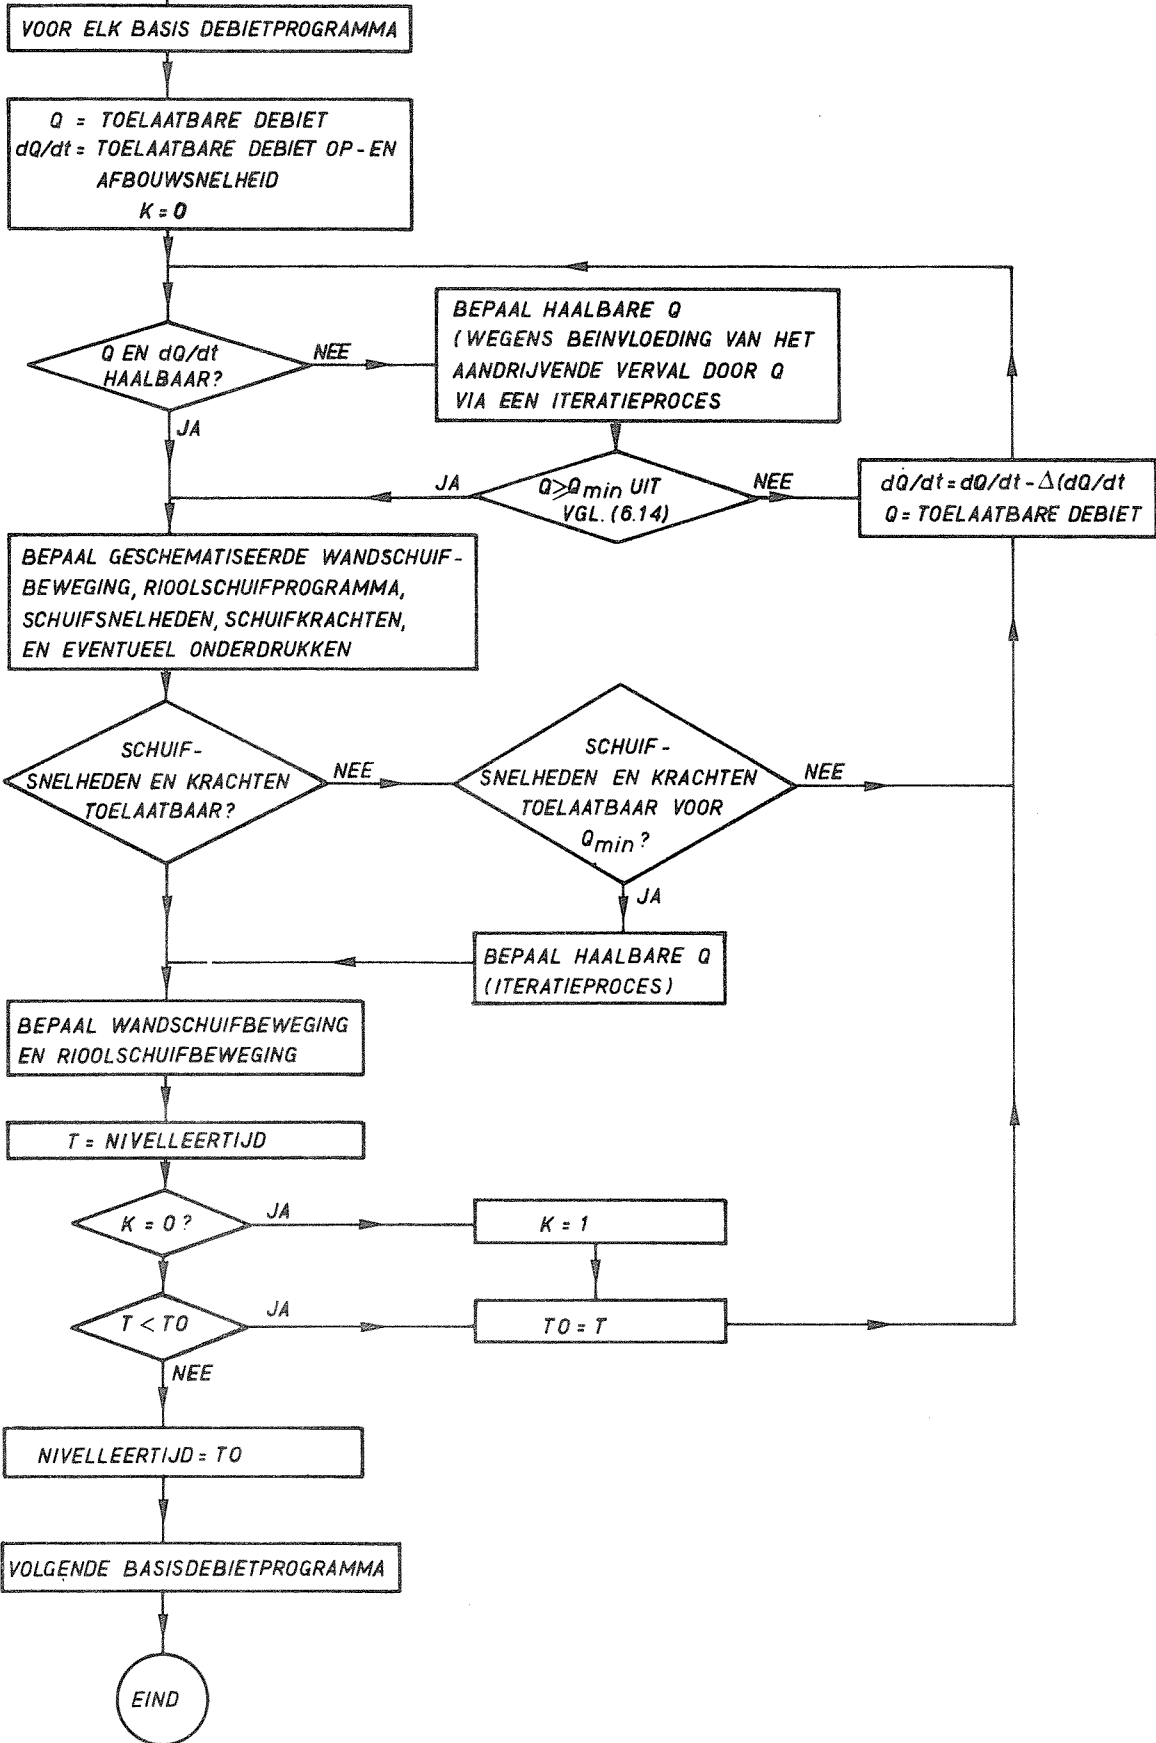 VOOR ELK BASIS DEBIETPROGRAMMA
Q = TOELAATBARE DEBIET
dQ/dt = TOELAATBARE DEBIET OP-EN
AFBOUWSNELHEID
K = 0
Q EN dQ/dt
HAALBAAR?
NEE
JA
BEPAAL HAALBARE Q
(WEGENS BEINVLOEDING VAN HET
AANDRIJVENDE VERVAL DOOR Q
VIA EEN ITERATIEPROCES
Q≥Qmin UIT
VGL. (6.14)
JA
NEE
dQ/dt = dQ/dt - Δ(dQ/dt
Q = TOELAATBARE DEBIET
BEPAAL GESCHEMATISEERDE WANDSCHUIF-
BEWEGING, RIOOLSCHUIFPROGRAMMA,
SCHUIFSNELHEDEN, SCHUIFKRACHTEN,
EN EVENTUEEL ONDERDRUKKEN
SCHUIF-
SNELHEDEN EN KRACHTEN
TOELAATBAAR?
NEE
SCHUIF-
SNELHEDEN EN KRACHTEN
TOELAATBAAR VOOR
Qmin?
NEE
JA
BEPAAL HAALBARE Q
(ITERATIEPROCES)
BEPAAL WANDSCHUIFBEWEGING
EN RIOOLSCHUIFBEWEGING
T = NIVELLEERTIJD
K = 0?
JA
K = 1
T < TO
JA
TO = T
NEE
NIVELLEERTIJD = TO
VOLGENDE BASISDEBIETPROGRAMMA
EIND